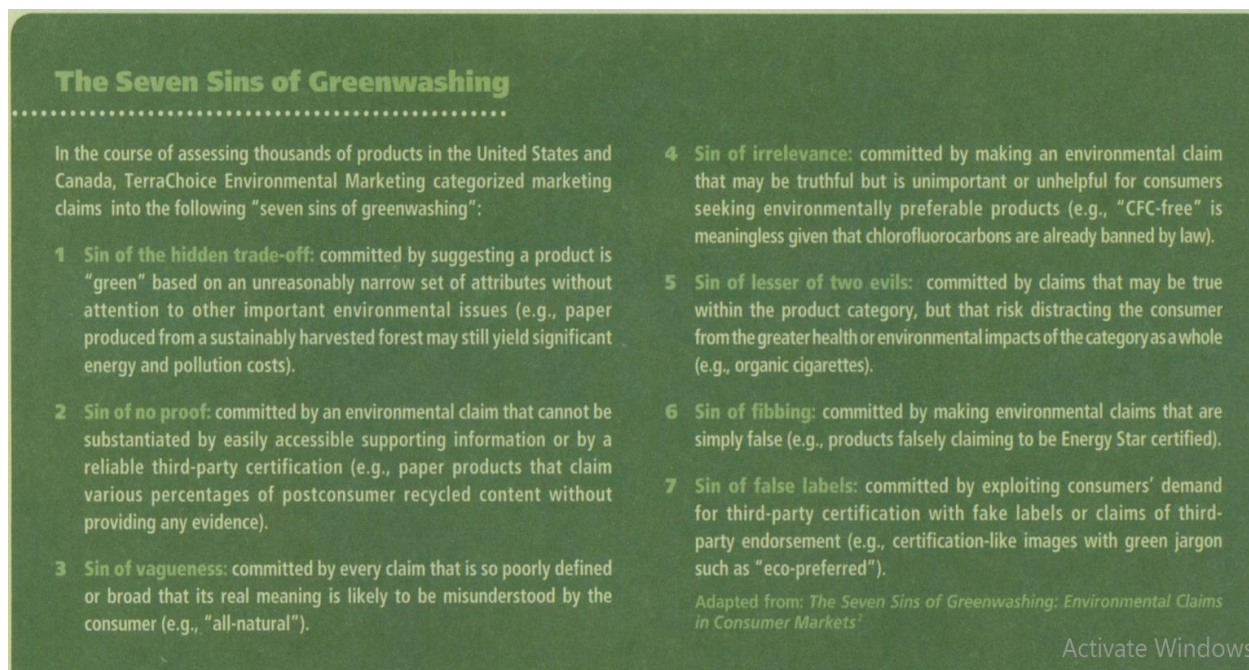 The Seven Sins of Greenwashing
In the course of assessing thousands of products in the United States and
Canada, TerraChoice Environmental Marketing categorized marketing
claims into the following "seven sins of greenwashing":
1 Sin of the hidden trade-off: committed by suggesting a product is
"green" based on an unreasonably narrow set of attributes without
attention to other important environmental issues (e.g., paper
produced from a sustainably harvested forest may still yield significant
energy and pollution costs).
2 Sin of no proof: committed by an environmental claim that cannot be
substantiated by easily accessible supporting information or by a
reliable third-party certification (e.g., paper products that claim
various percentages of postconsumer recycled content without
providing any evidence).
3 Sin of vagueness: committed by every claim that is so poorly defined
or broad that its real meaning is likely to be misunderstood by the
consumer (e.g., "all-natural").
4 Sin of irrelevance: committed by making an environmental claim
that may be truthful but is unimportant or unhelpful for consumers
seeking environmentally preferable products (e.g., "CFC-free" is
meaningless given that chlorofluorocarbons are already banned by law).
5 Sin of lesser of two evils: committed by claims that may be true
within the product category, but that risk distracting the consumer
from the greater health or environmental impacts of the category as a whole
(e.g., organic cigarettes).
6 Sin of fibbing: committed by making environmental claims that are
simply false (e.g., products falsely claiming to be Energy Star certified).
7 Sin of false labels: committed by exploiting consumers' demand
for third-party certification with fake labels or claims of third-
party endorsement (e.g., certification-like images with green jargon
such as "eco-preferred").
Adapted from: The Seven Sins of Greenwashing: Environmental Claims
in Consumer Markets²
Activate Windows